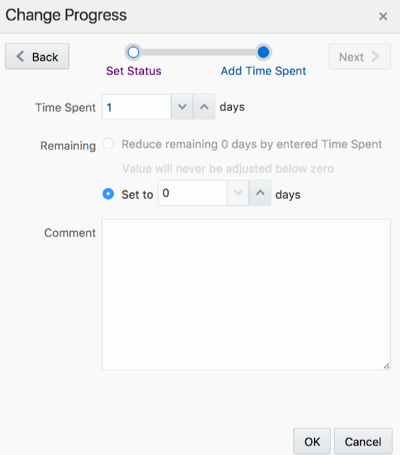 Change Progress
Back
Next
Set Status
Add Time Spent
Time Spent 1 days
Remaining Reduce remaining 0 days by entered Time Spent
Value will never be adjusted below zero
Set to 0 days
Comment
OK Cancel